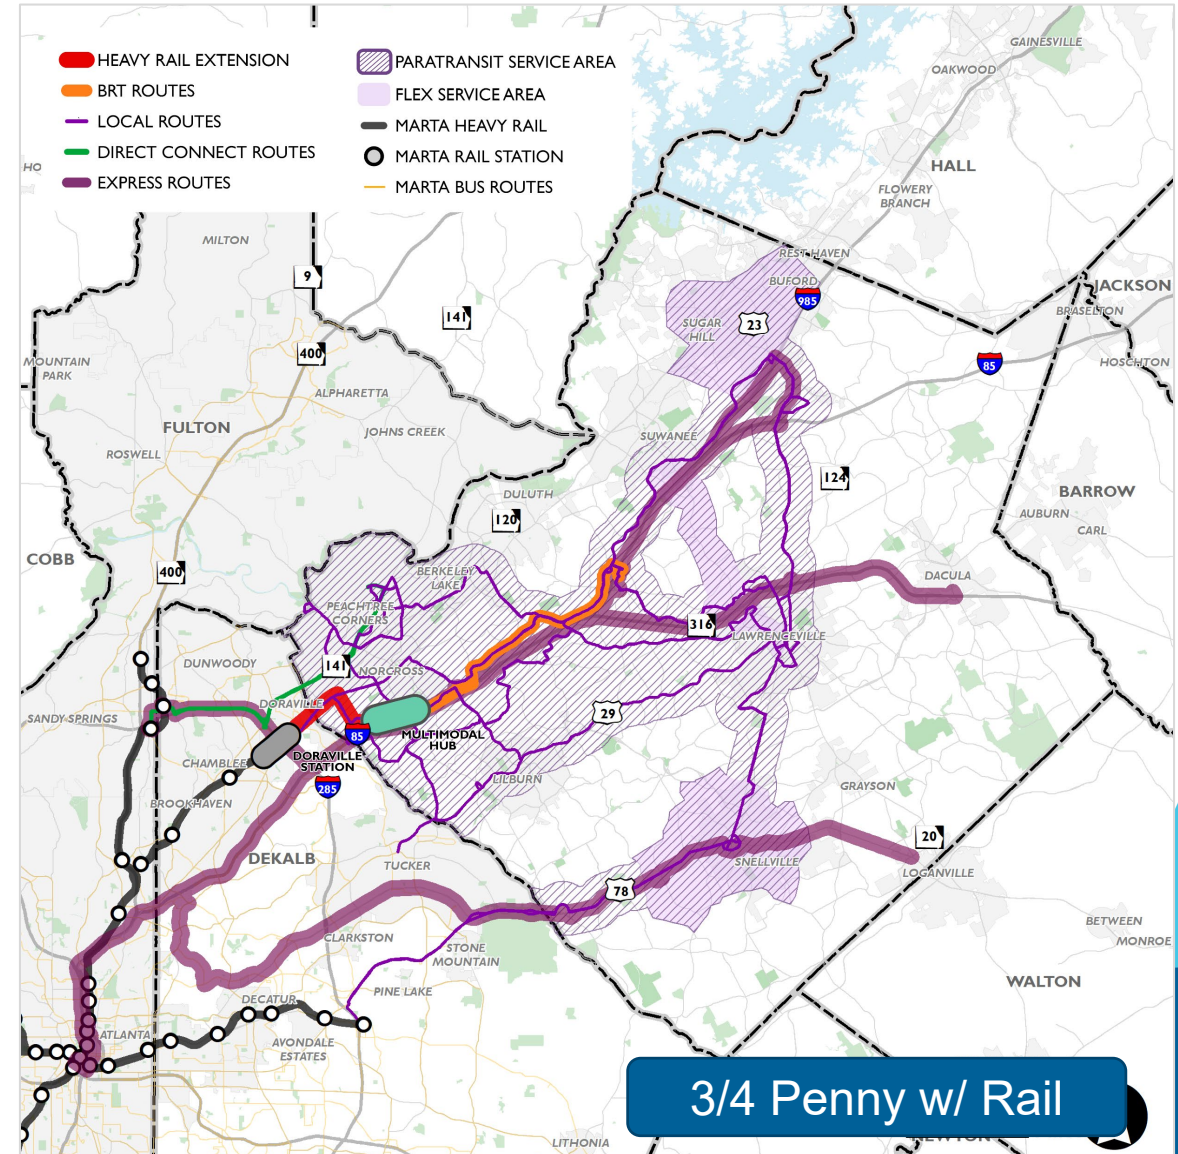 HEAVY RAIL EXTENSION
BRT ROUTES
LOCAL ROUTES
DIRECT CONNECT ROUTES
EXPRESS ROUTES
PARATRANSIT SERVICE AREA
FLEX SERVICE AREA
MARTA HEAVY RAIL
MARTA RAIL STATION
MARTA BUS ROUTES
GAINESVILLE
OAKWOOD
HO
HALL
FLOWERY
BRANCH
MILTON
REST HAVEN
9
BUFORD
985
JACKSON
BRASELTON
141
23
SUGAR
HILL
400
MOUNTAIN
PARK
85
HOSCHTON
ALPHARETTA
FULTON
JOHNS CREEK
SUWANEE
ROSWELL
124
DULUTH
BARROW
120
AUBURN
CARL
COBB
400
BERKELEY
LAKE
DACULA
PEACHTREE
CORNERS
316
LAWRENCEVILLE
DUNWOODY
141
NORCROSS
DORAVILLE
SANDY SPRINGS
29
85
MULTIMODAL
HUB
CHAMBLEE
DORAVILLE
STATION
LILBURN
285
GRAYSON
BROOKHAVEN
20
DEKALB
TUCKER
SNELLVILLE
LOGANVILLE
78
BETWEEN
CLARKSTON
MONROE
STONE
MOUNTAIN
WALTON
PINE LAKE
DECATUR
ATLANTA
AVONDALE
ESTATES
3/4 Penny w/ Rail
LITHONIA
NEWTON